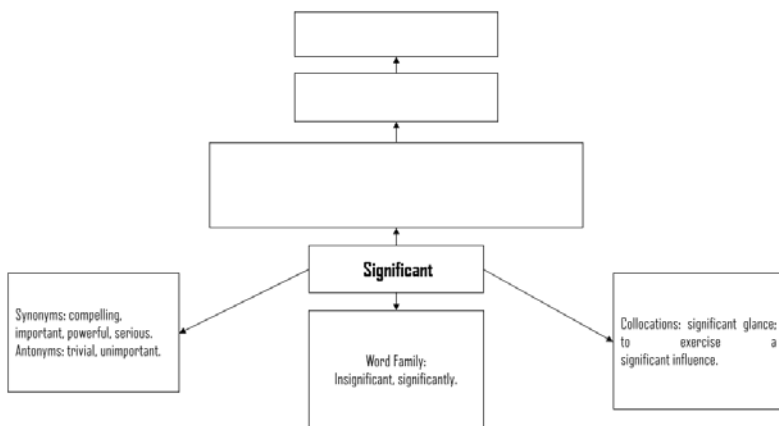 Significant
Synonyms: compelling,
important, powerful, serious.
Antonyms: trivial, unimportant.
Word Family:
Insignificant, significantly.
Collocations: significant glance;
to exercise a
significant influence.